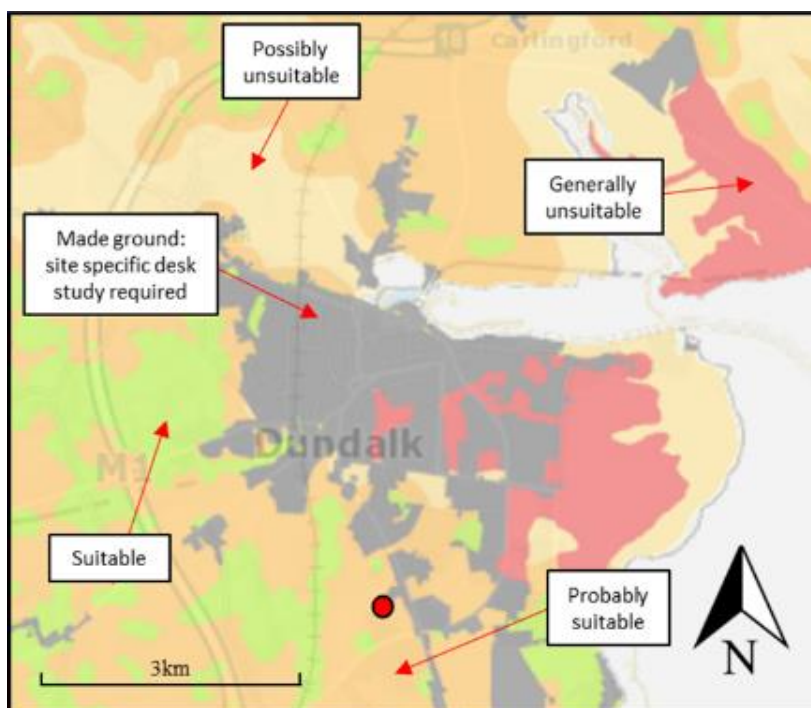 Possibly
unsuitable
Carlingford
Generally
unsuitable
Made ground:
site specific desk
study required
Dundalk
M1
Suitable
Probably
suitable
3km
N